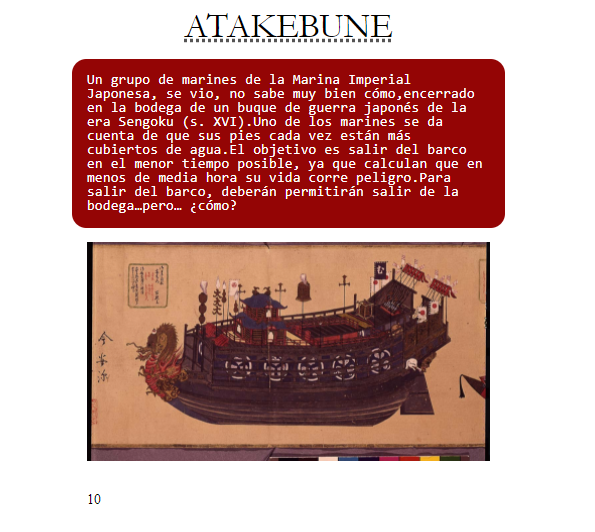 ATAKEBUNE
Un grupo de marines de la Marina Imperial
Japonesa, se vio, no sabe muy bien cómo,encerrado
en la bodega de un buque de guerra japonés de la
era Sengoku (s. XVI).Uno de los marines se da
cuenta de que sus pies cada vez están más
cubiertos de agua.El objetivo es salir del barco
en el menor tiempo posible, ya que calculan que en
menos de media hora su vida corre peligro.Para
salir del barco, deberán permitirán salir de la
bodega…pero… ¿cómo?
10